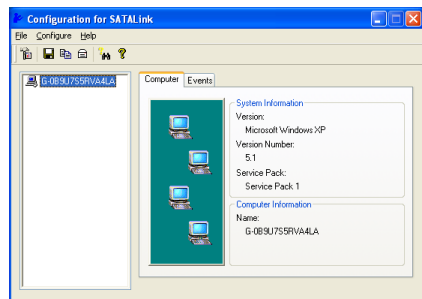 Configuration for SATALink
File Configure Help
G-0B9U7S5RVA4LA
Computer Events
System Information
Version:
Microsoft Windows XP
Version Number:
5.1
Service Pack:
Service Pack 1
Computer Information
Name:
G-0B9U7S5RVA4LA